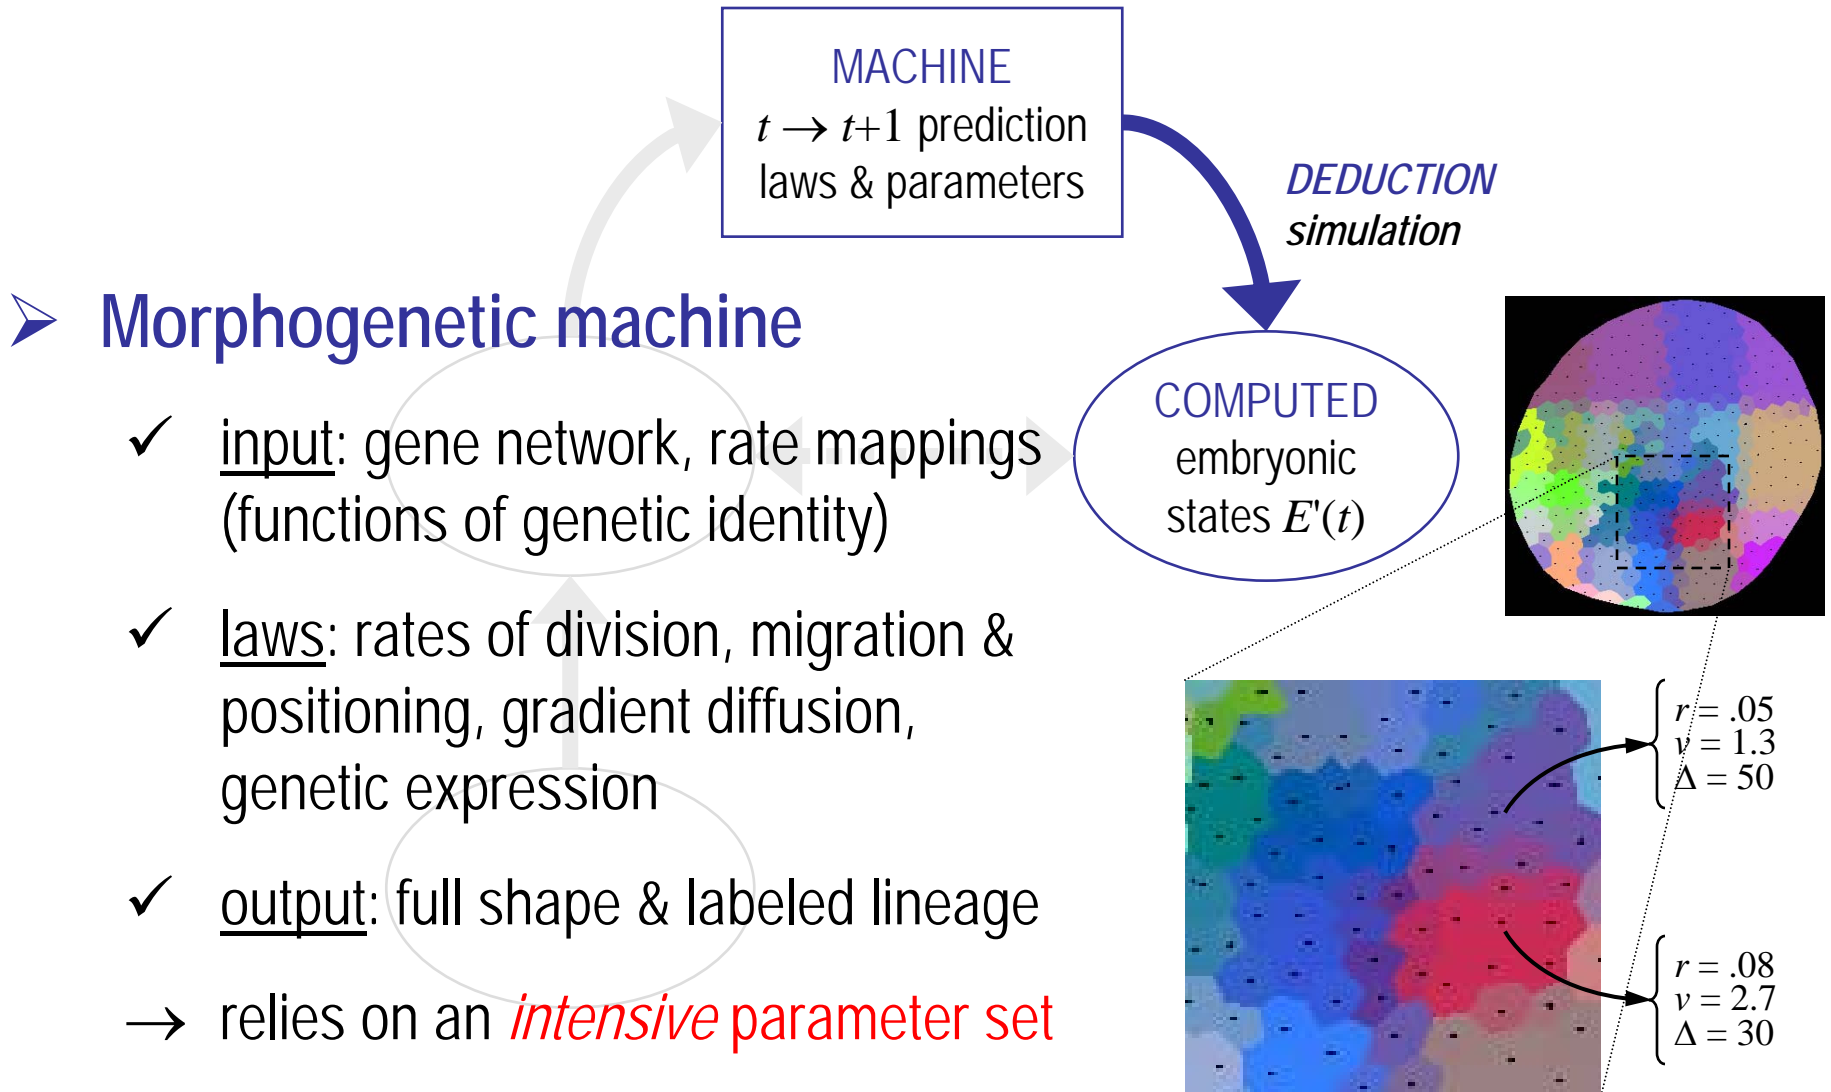 MACHINE
t → t+1 prediction
laws & parameters
DEDUCTION
simulation
➢ Morphogenetic machine
✓ input: gene network, rate mappings
(functions of genetic identity)
✓ laws: rates of division, migration &
positioning, gradient diffusion,
genetic expression
✓ output: full shape & labeled lineage
→ relies on an intensive parameter set
COMPUTED
embryonic
states E'(t)
r = .05
v = 1.3
Δ = 50
r = .08
v = 2.7
Δ = 30